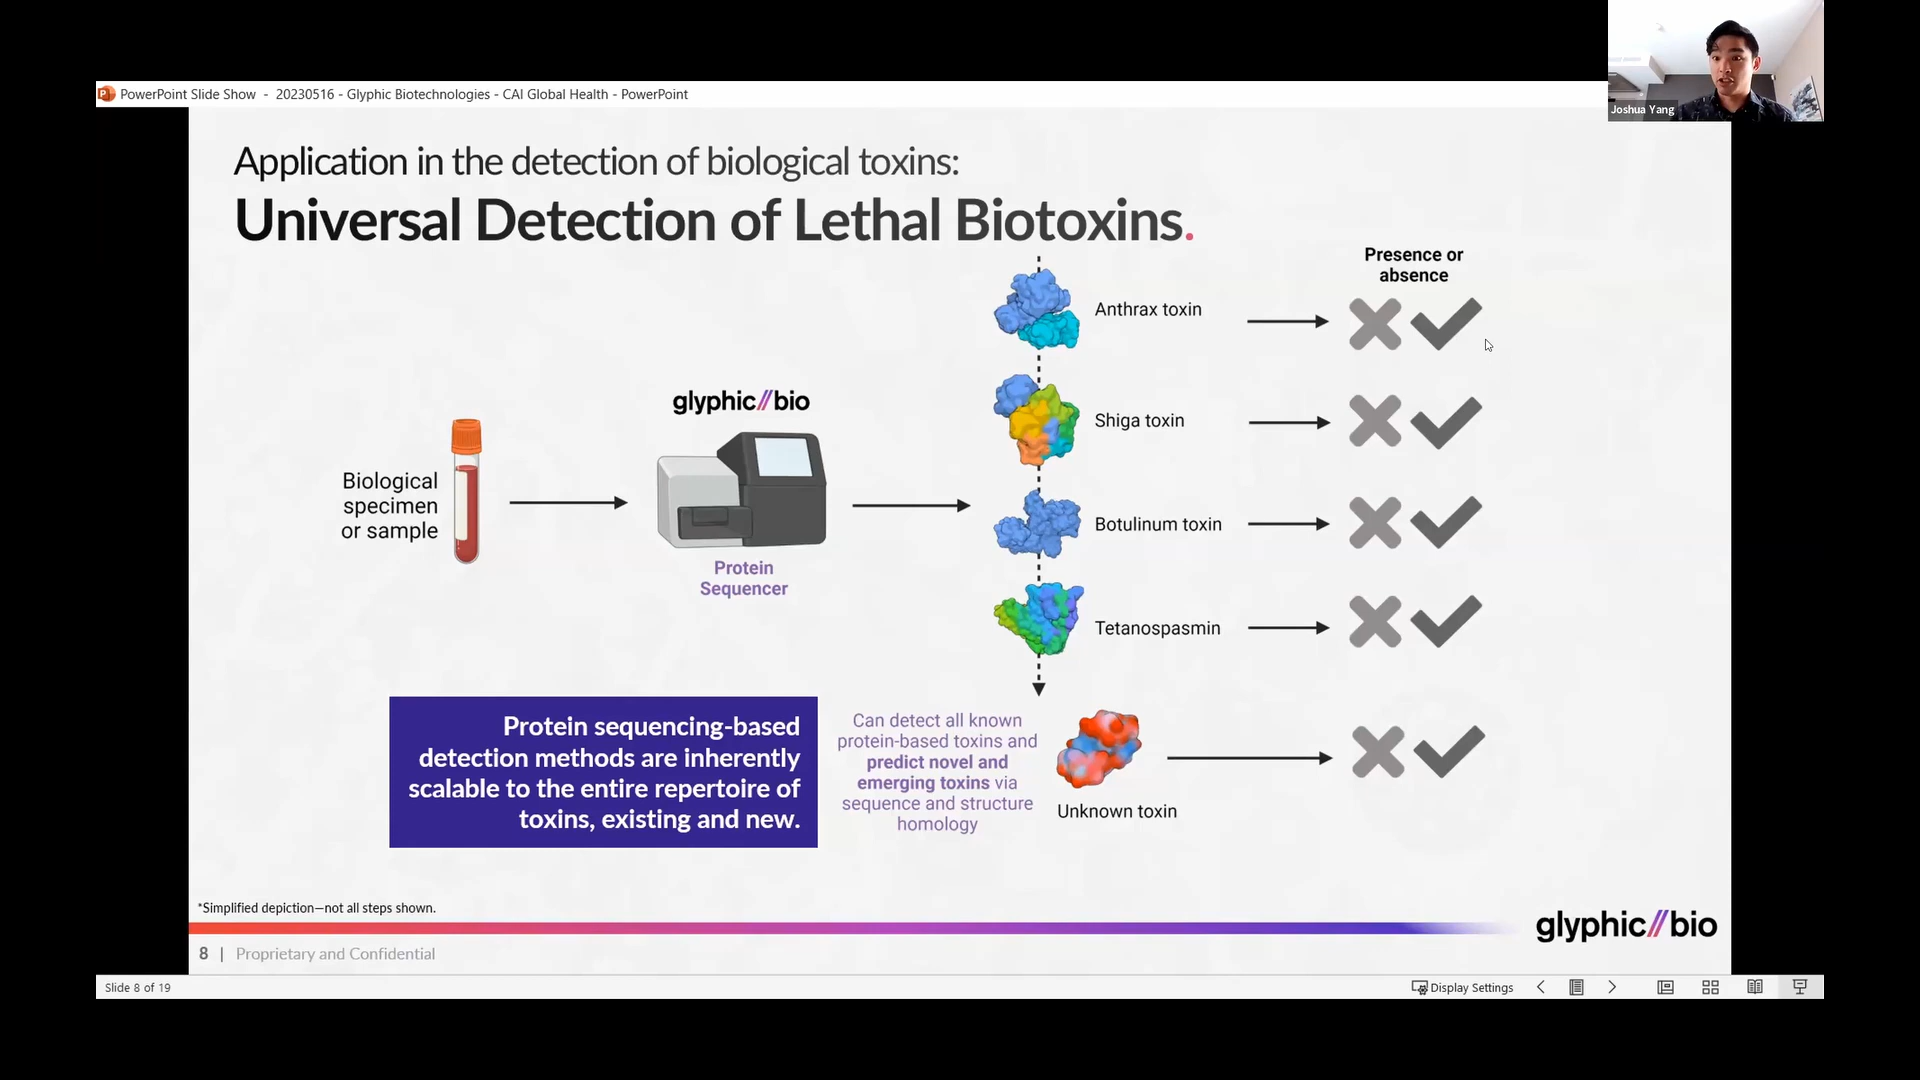 PowerPoint Slide Show - 20230516 - Glyphic Biotechnologies - CAI Global Health - PowerPoint
Joshua Yang
Application in the detection of biological toxins:
Universal Detection of Lethal Biotoxins.
Presence or
absence
Anthrax toxin
Shiga toxin
Botulinum toxin
Tetanospasmin
glyphic//bio
Biological
specimen
or sample
Protein
Sequencer
Protein sequencing-based
detection methods are inherently
scalable to the entire repertoire of
toxins, existing and new.
Can detect all known
protein-based toxins and
predict novel and
emerging toxins via
sequence and structure
homology
Unknown toxin
*Simplified depiction—not all steps shown.
glyphic//bio
8 | Proprietary and Confidential
Slide 8 of 19
Display Settings